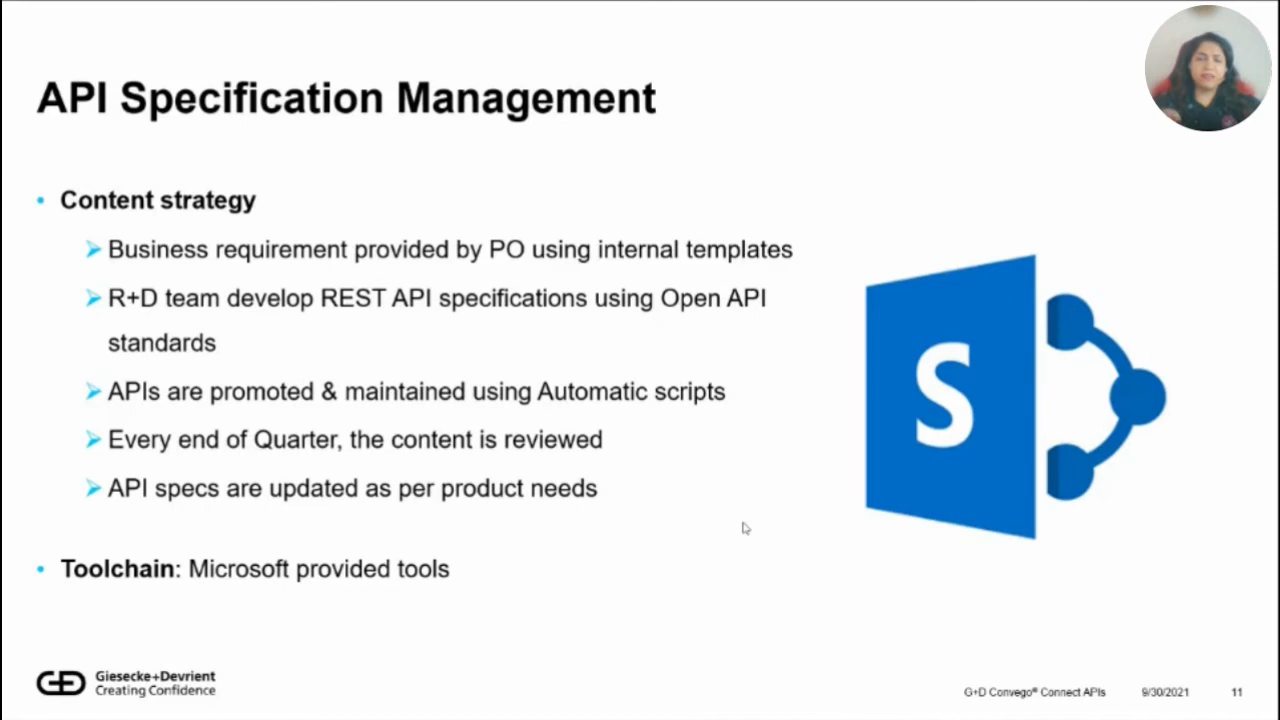 API Specification Management
• Content strategy
➢ Business requirement provided by PO using internal templates
➢ R+D team develop REST API specifications using Open API
standards
➢ APIs are promoted & maintained using Automatic scripts
➢ Every end of Quarter, the content is reviewed
➢ API specs are updated as per product needs
• Toolchain: Microsoft provided tools
S
G+D
Giesecke+Devrient
Creating Confidence
G+D Convego® Connect APIs 9/30/2021 11